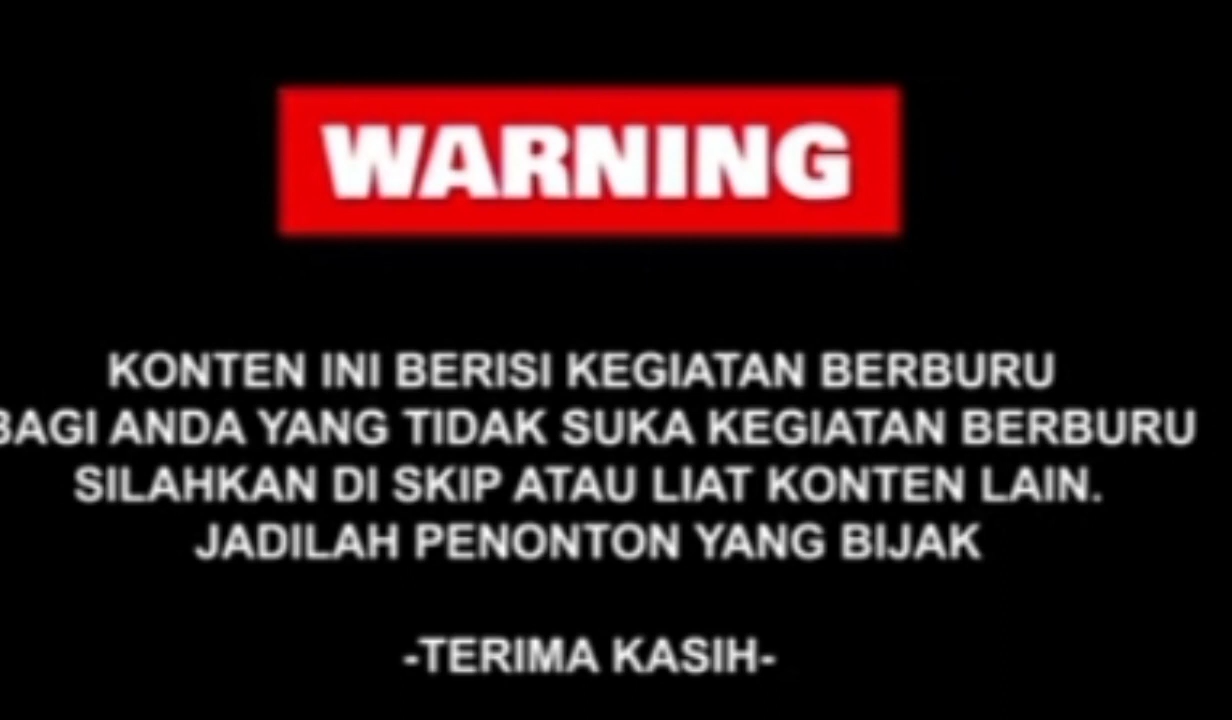 WARNING
KONTEN INI BERISI KEGIATAN BERBURU
BAGI ANDA YANG TIDAK SUKA KEGIATAN BERBURU
SILAHKAN DI SKIP ATAU LIAT KONTEN LAIN.
JADILAH PENONTON YANG BIJAK
-TERIMA KASIH-